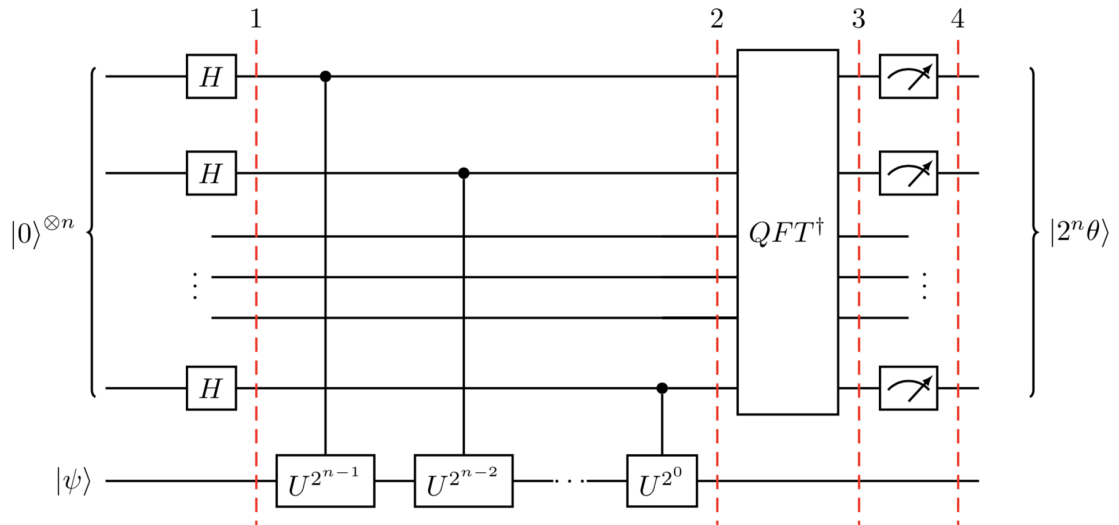 1 2 3 4
H
H
|0⟩^{⊗n} QFT^† |2^nθ⟩
⋮ ⋮
H
|ψ⟩ U^{2^{n-1}} U^{2^{n-2}} ··· U^{2^0}